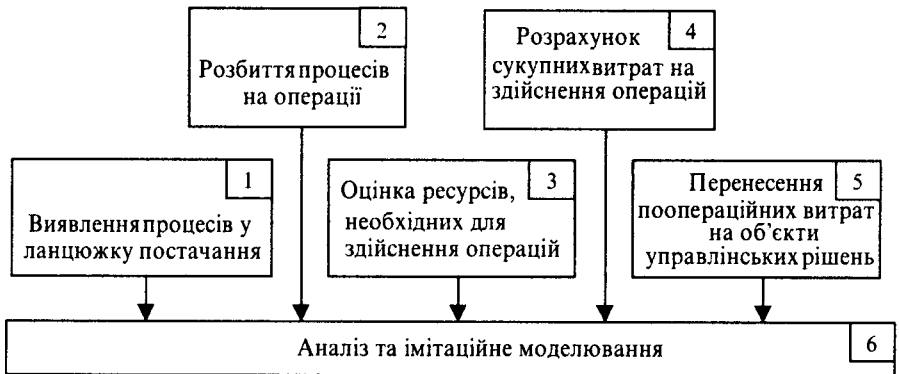 2
Розбиття процесів
на операції
4
Розрахунок
сукупних витрат на
здійснення операцій
1
Виявлення процесів у
ланцюжку постачання
3
Оцінка ресурсів,
необхідних для
здійснення операцій
5
Перенесення
поопераційних витрат
на об’єкти
управлінських рішень
Аналіз та імітаційне моделювання
6